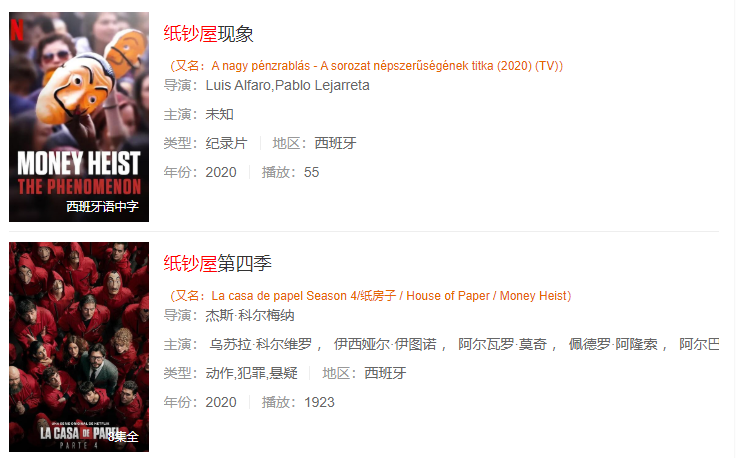 N
MONEY HEIST
THE PHENOMENON
西班牙语中字
纸钞屋现象
（又名：A nagy pénzrablás - A sorozat népszerűségének titka (2020) (TV)）
导演：Luis Alfaro,Pablo Lejarreta
主演：未知
类型：纪录片 地区：西班牙
年份：2020 播放：55
LA CASA DE PAPEL
PARTE 4
8集全
纸钞屋第四季
（又名：La casa de papel Season 4/纸房子 / House of Paper / Money Heist）
导演：杰斯·科尔梅纳
主演： 乌苏拉·科尔维罗 ， 伊西娅尔·伊图诺 ， 阿尔瓦罗·莫奇 ， 佩德罗·阿隆索 ， 阿尔巴
类型：动作,犯罪,悬疑 地区：西班牙
年份：2020 播放：1923